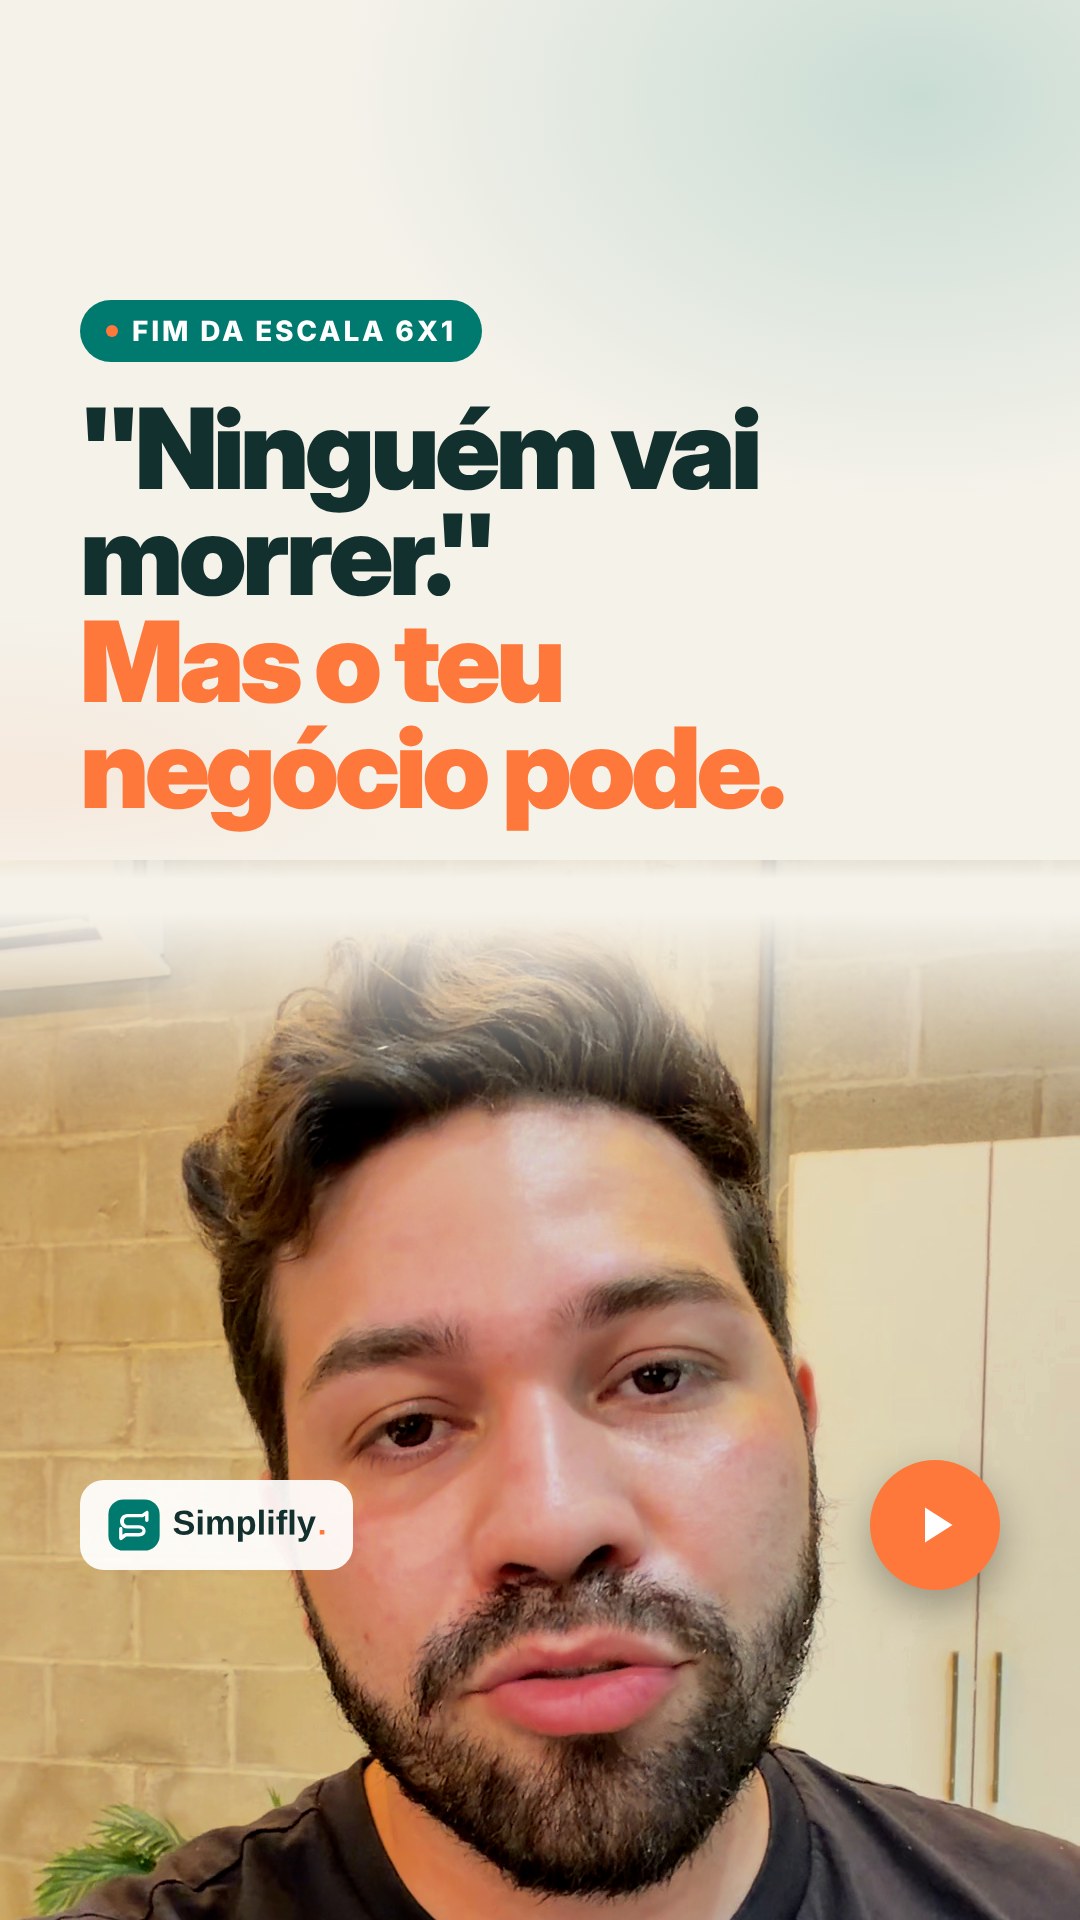 FIM DA ESCALA 6X1
"Ninguém vai
morrer."
Mas o teu
negócio pode.
Simplifly.